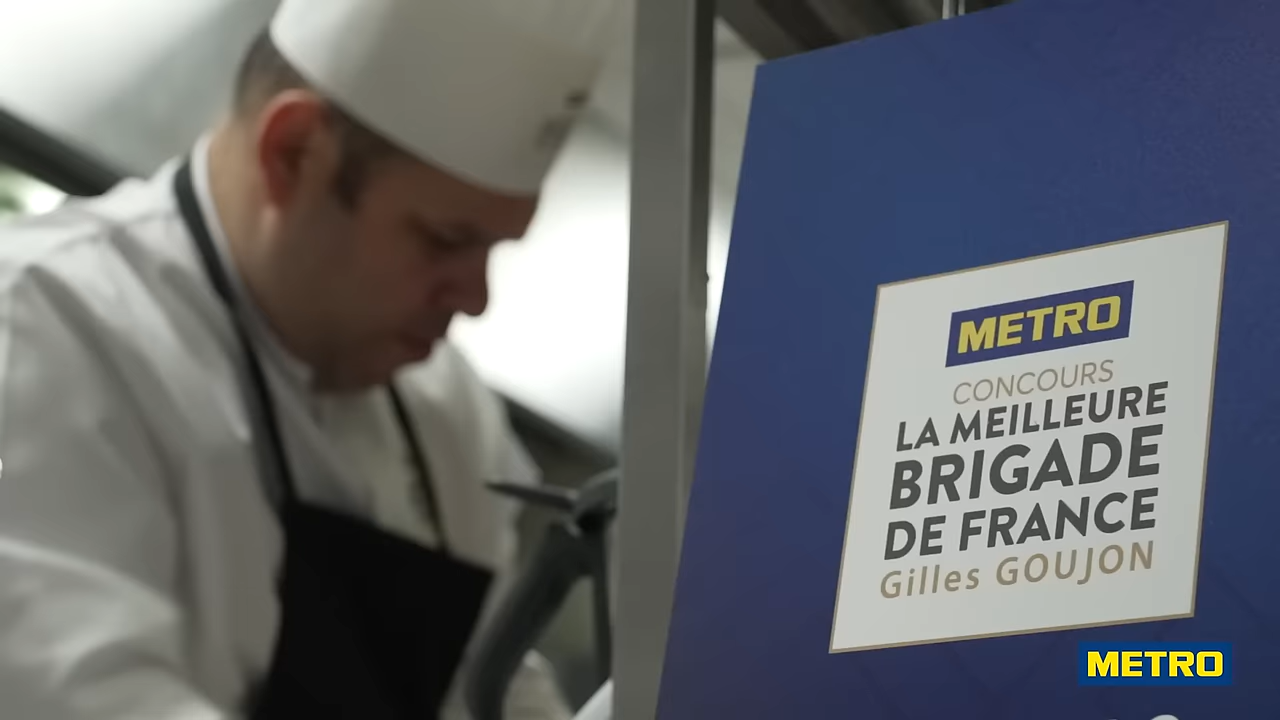 METRO
CONCOURS
LA MEILLEURE
BRIGADE
DE FRANCE
Gilles GOUJON
METRO